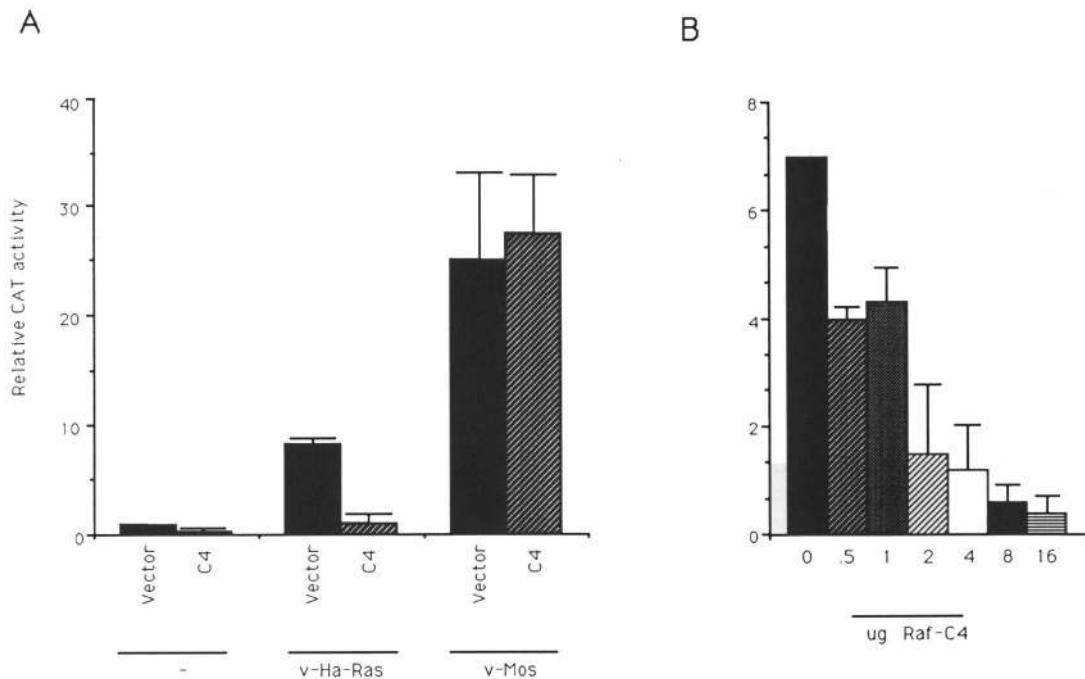 A
B
Relative CAT activity
40
30
20
10
0
Vector
C4
Vector
C4
Vector
C4
-
v-Ha-Ras
v-Mos
8
6
4
2
0
0 .5 1 2 4 8 16
ug Raf-C4